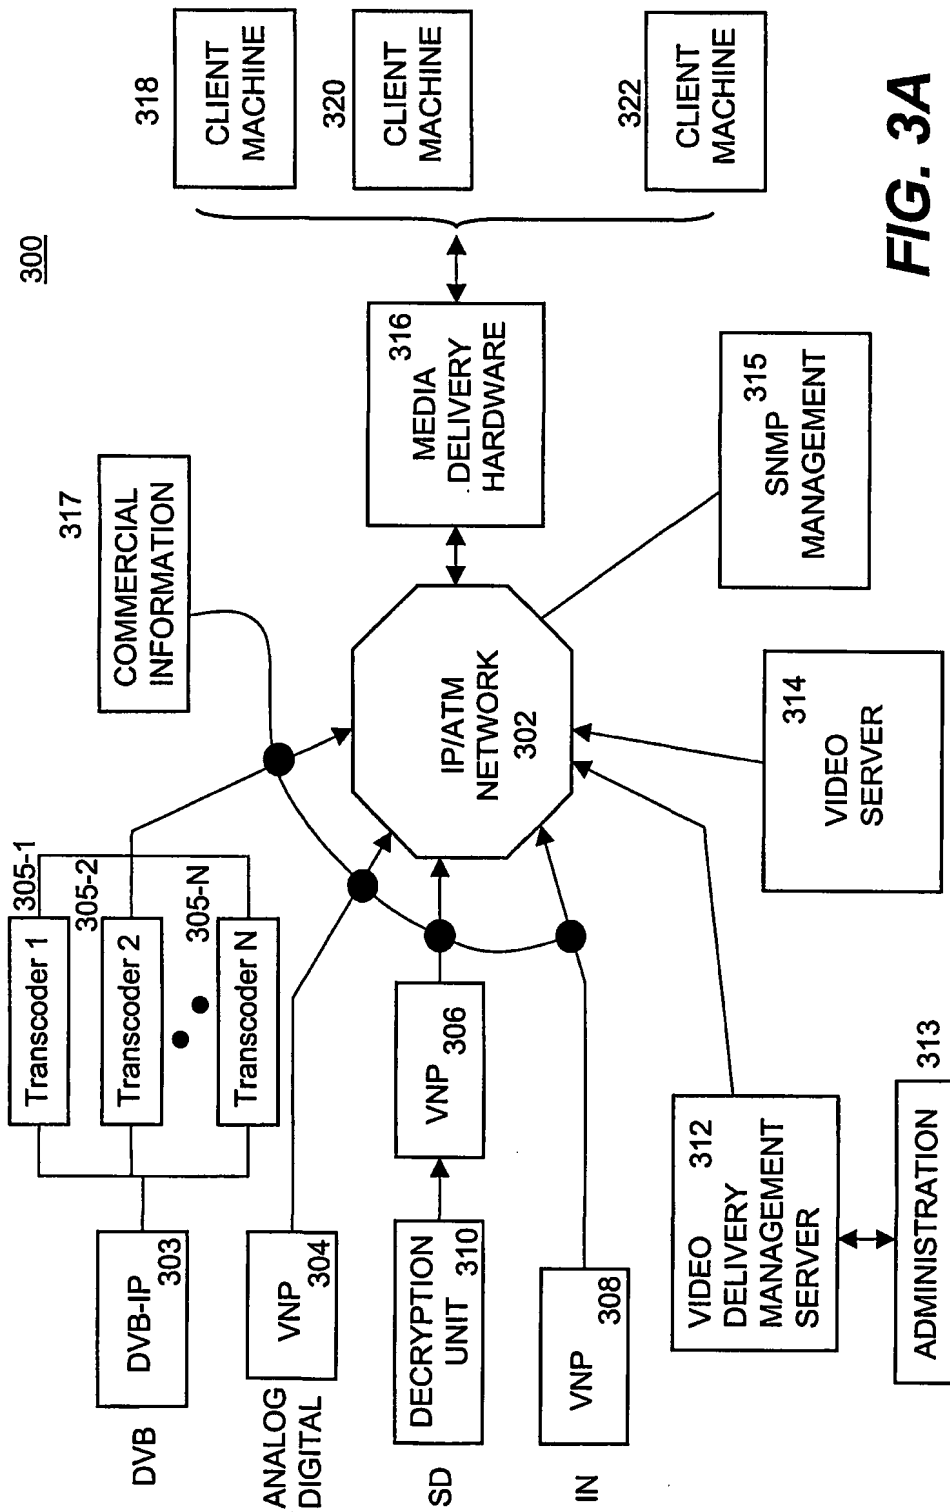 300
DVB
DVB-IP
303
Transcoder 1
305-1
Transcoder 2
305-2
Transcoder N
305-N
COMMERCIAL
INFORMATION
317
ANALOG
DIGITAL
VNP
304
SD
DECRYPTION
UNIT
310
VNP
306
IN
VNP
308
IP/ATM
NETWORK
302
MEDIA
DELIVERY
HARDWARE
316
CLIENT
MACHINE
318
CLIENT
MACHINE
320
CLIENT
MACHINE
322
VIDEO
DELIVERY
MANAGEMENT
SERVER
312
ADMINISTRATION
313
VIDEO
SERVER
314
SNMP
MANAGEMENT
315
FIG. 3A